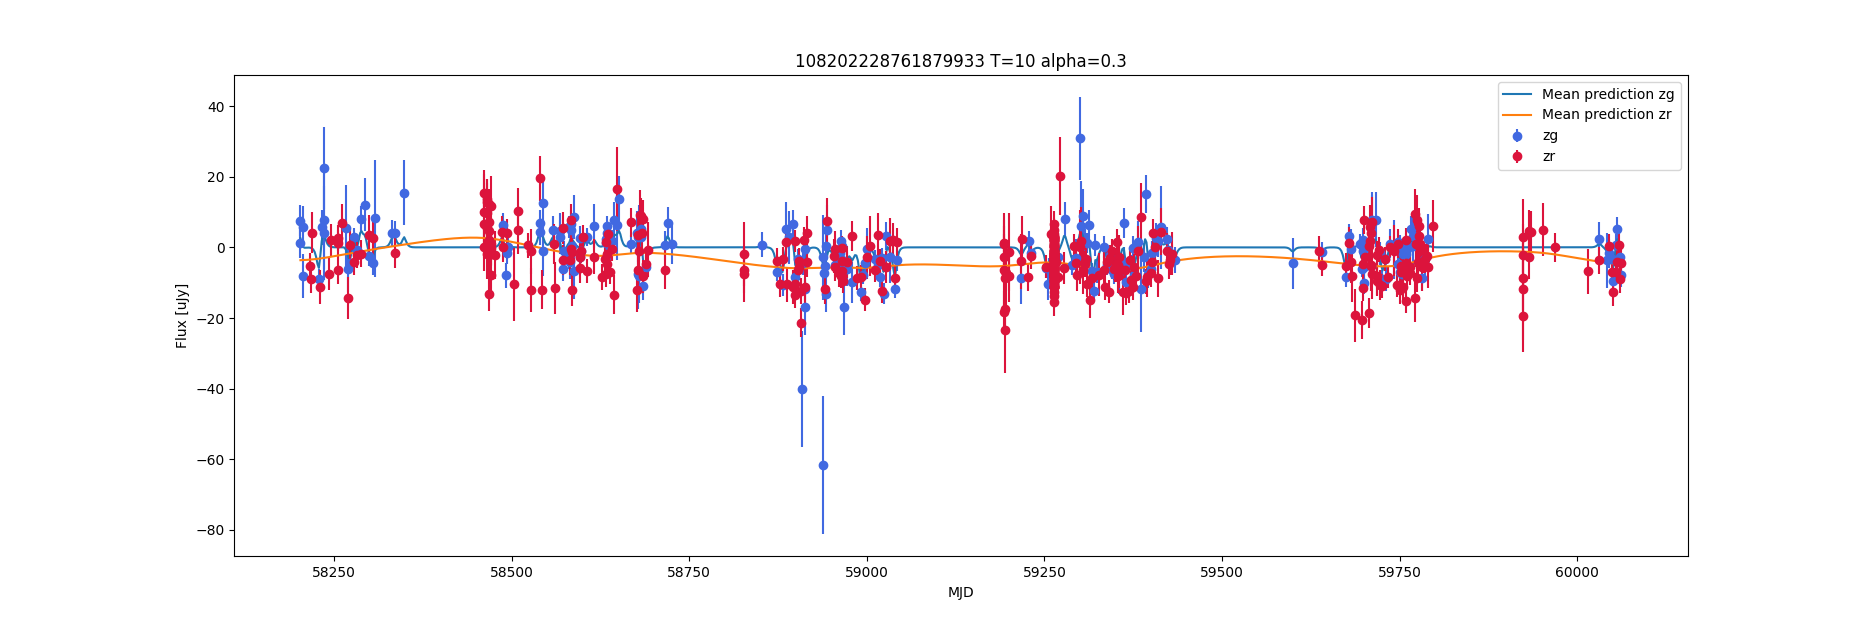 108202228761879933 T=10 alpha=0.3
Mean prediction zg
Mean prediction zr
zg
zr
40
20
0
−20
−40
−60
−80
Flux [uJy]
58250
58500
58750
59000
59250
59500
59750
60000
MJD